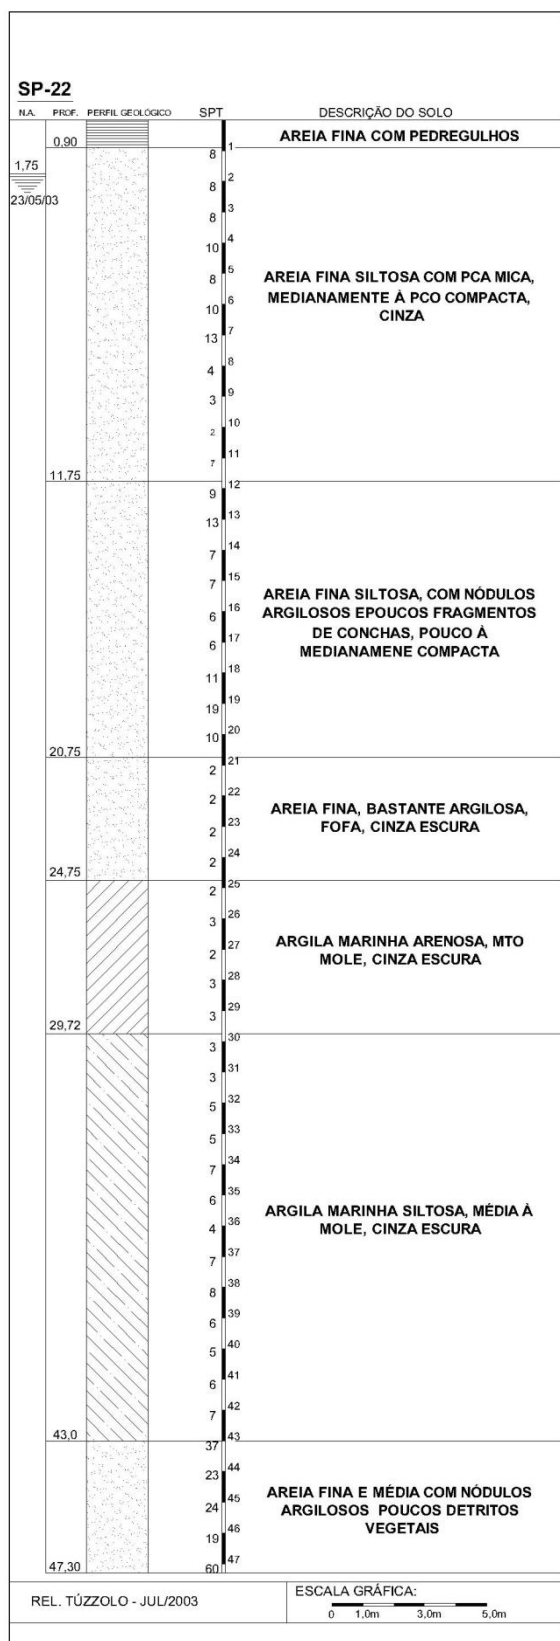 SP-22
N.A. PROF. PERFIL GEOLÓGICO SPT DESCRIÇÃO DO SOLO
AREIA FINA COM PEDREGULHOS
0,90
8 1
1,75
23/05/03
8 2
8 3
10 4
8 5
10 6
13 7
4 8
3 9
2 10
7 11
AREIA FINA SILTOSA COM PCA MICA,
MEDIANAMENTE À PCO COMPACTA,
CINZA
11,75
9 12
13 13
7 14
7 15
6 16
6 17
11 18
19 19
10 20
AREIA FINA SILTOSA, COM NÓDULOS
ARGILOSOS EPOUCOS FRAGMENTOS
DE CONCHAS, POUCO À
MEDIANAMENE COMPACTA
20,75
2 21
2 22
2 23
2 24
AREIA FINA, BASTANTE ARGILOSA,
FOFA, CINZA ESCURA
24,75
2 25
3 26
2 27
3 28
3 29
ARGILA MARINHA ARENOSA, MTO
MOLE, CINZA ESCURA
29,72
3 30
3 31
5 32
5 33
7 34
6 35
4 36
7 37
8 38
6 39
5 40
6 41
7 42
ARGILA MARINHA SILTOSA, MÉDIA À
MOLE, CINZA ESCURA
43,0
37 43
23 44
24 45
19 46
60 47
AREIA FINA E MÉDIA COM NÓDULOS
ARGILOSOS POUCOS DETRITOS
VEGETAIS
47,30
REL. TÚZZOLO - JUL/2003
ESCALA GRÁFICA:
0 1,0m 3,0m 5,0m